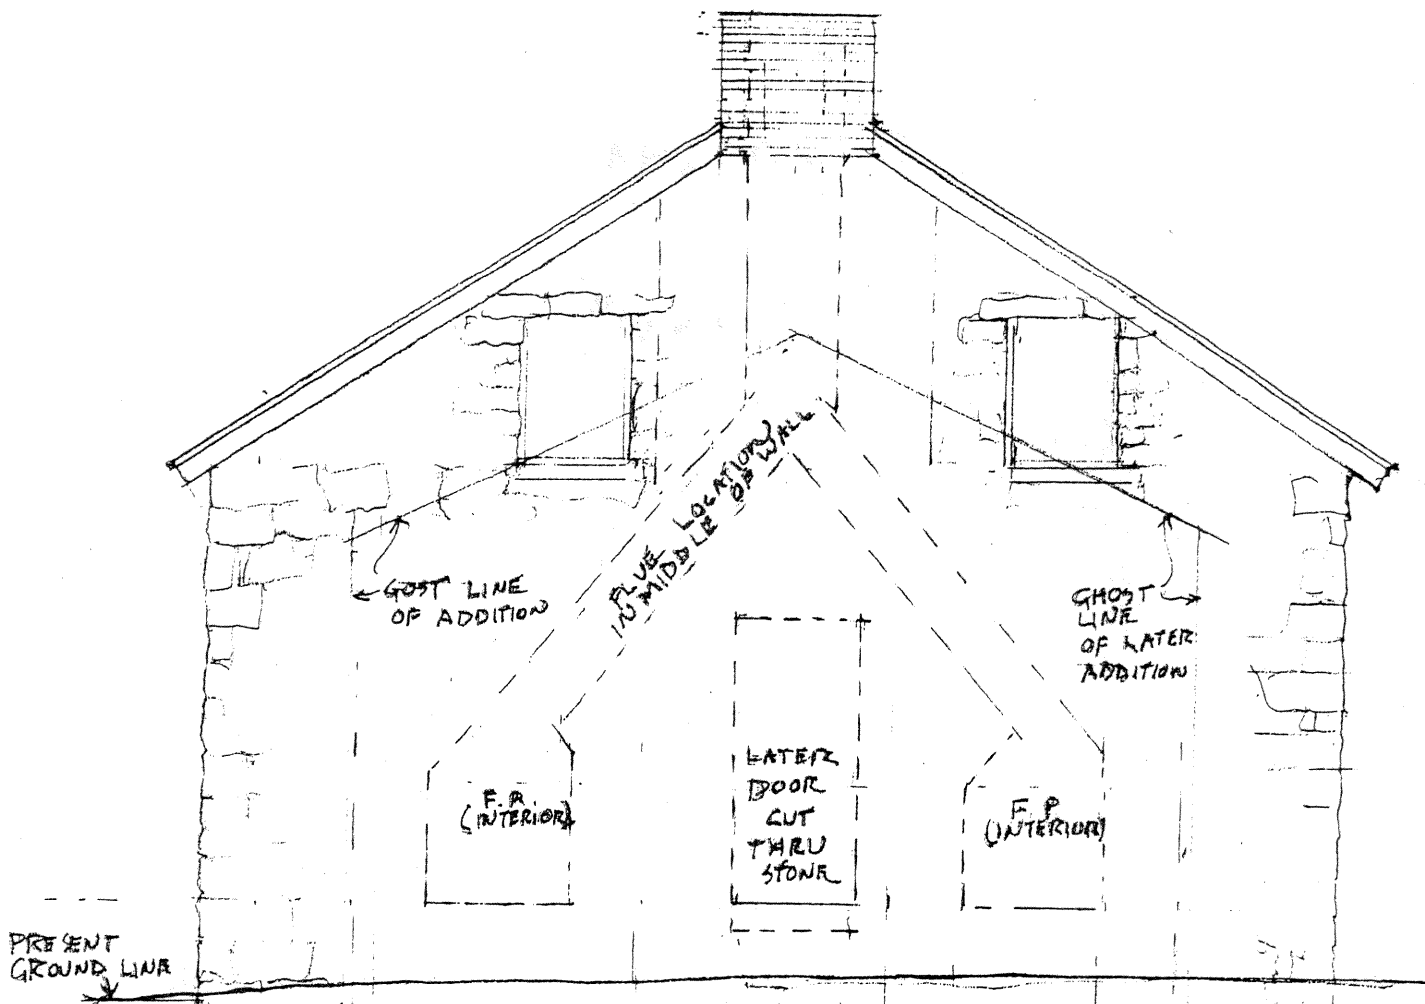 FLUE LOCATION
IN MIDDLE OF WALL
GOST LINE
OF ADDITION
GHOST
LINE
OF LATER
ADDITION
LATER
DOOR
CUT
THRU
STONE
F.P.
(INTERIOR)
F.P
(INTERIOR)
PRESENT
GROUND LINE